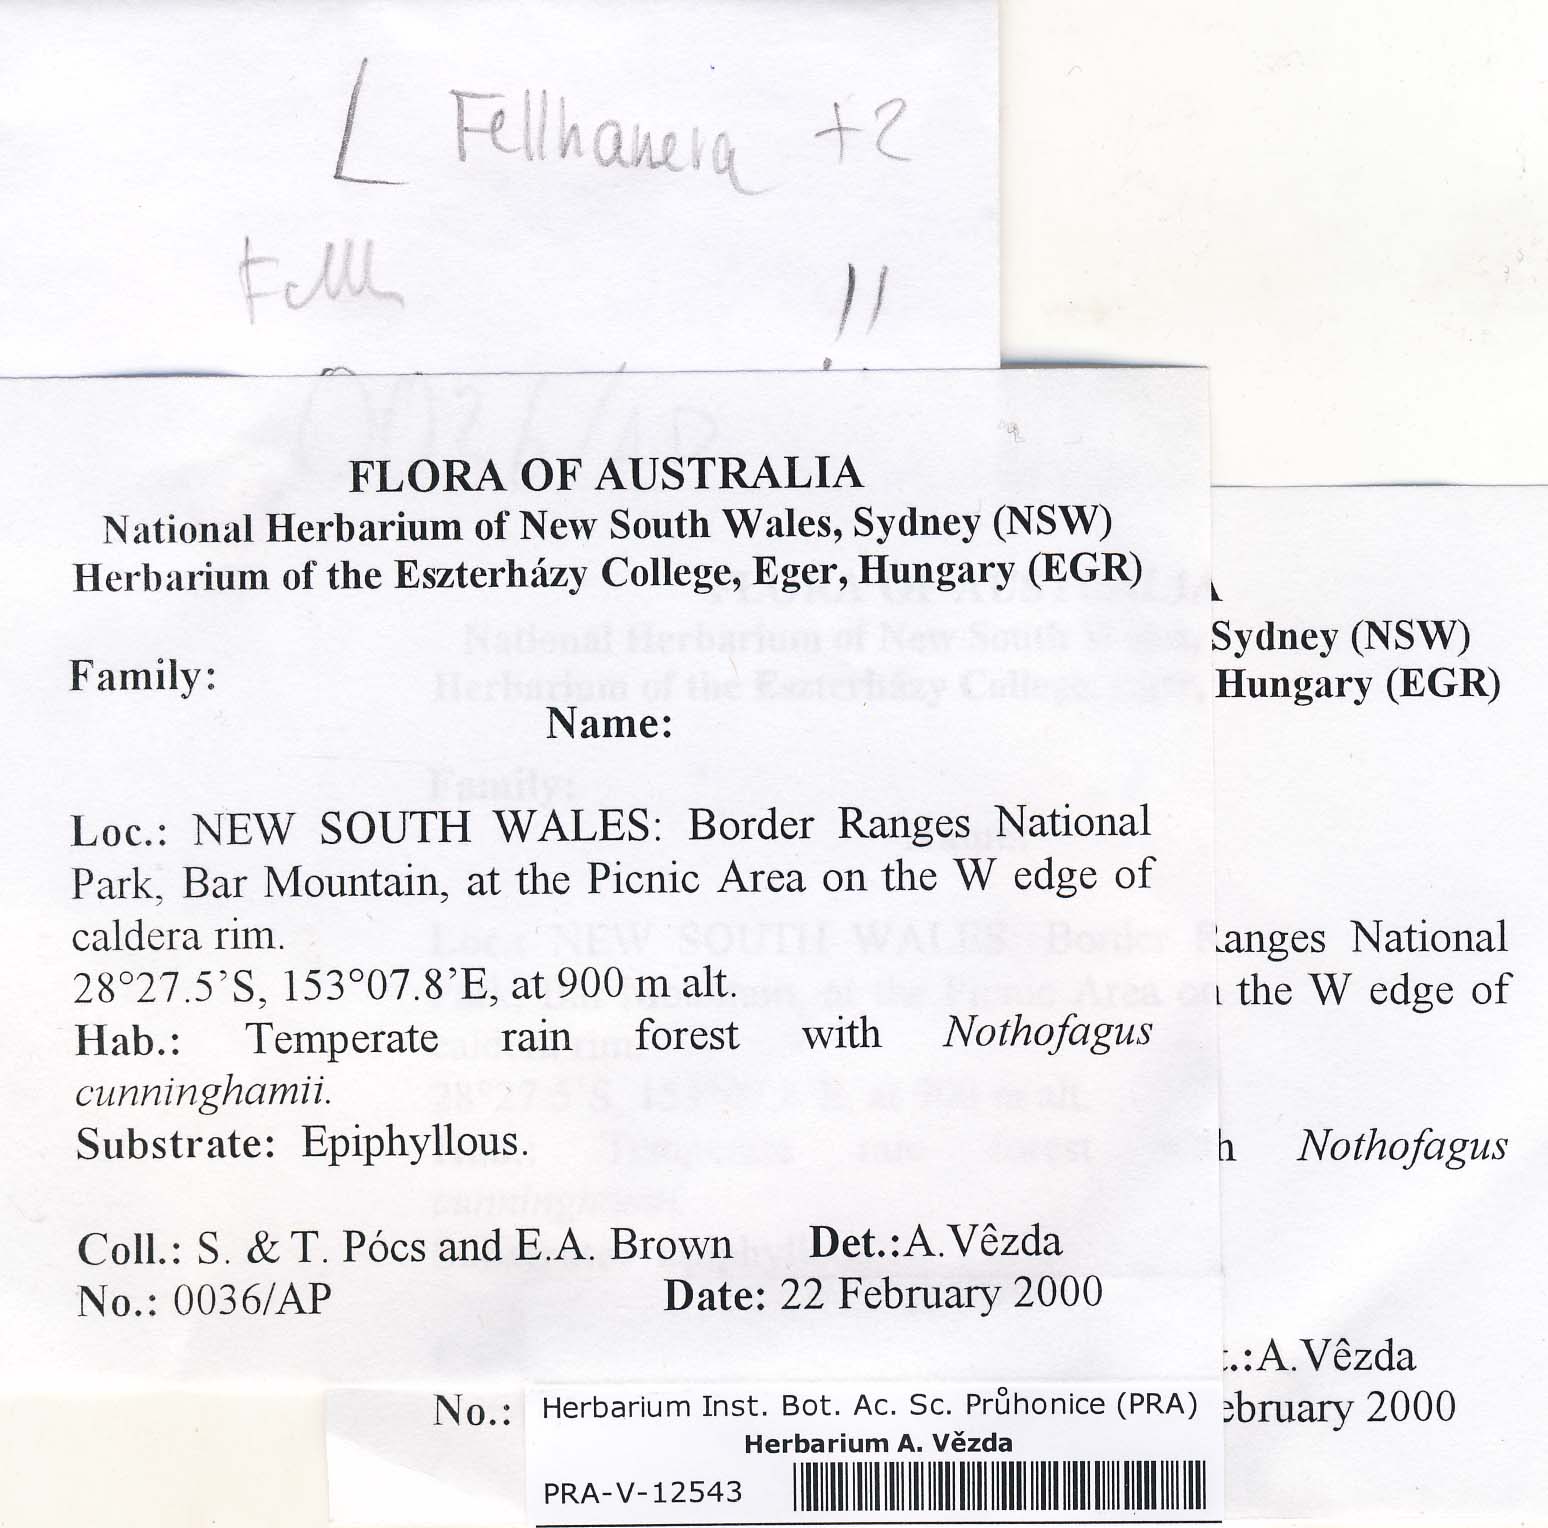 Fellhanera +2
Fell
!!
0036/AP
FLORA OF AUSTRALIA
National Herbarium of New South Wales, Sydney (NSW)
Herbarium of the Eszterházy College, Eger, Hungary (EGR)
Family:
Name:
Loc.: NEW SOUTH WALES: Border Ranges National
Park, Bar Mountain, at the Picnic Area on the W edge of
caldera rim.
28°27.5’S, 153°07.8’E, at 900 m alt.
Hab.: Temperate rain forest with Nothofagus
cunninghamii.
Substrate: Epiphyllous.
Coll.: S. & T. Pócs and E.A. Brown Det.:A.Vêzda
No.: 0036/AP Date: 22 February 2000
Sydney (NSW)
Hungary (EGR)
Ranges National
the W edge of
Nothofagus
.:A.Vêzda
No.: ebruary 2000
Herbarium Inst. Bot. Ac. Sc. Průhonice (PRA)
Herbarium A. Vězda
PRA-V-12543